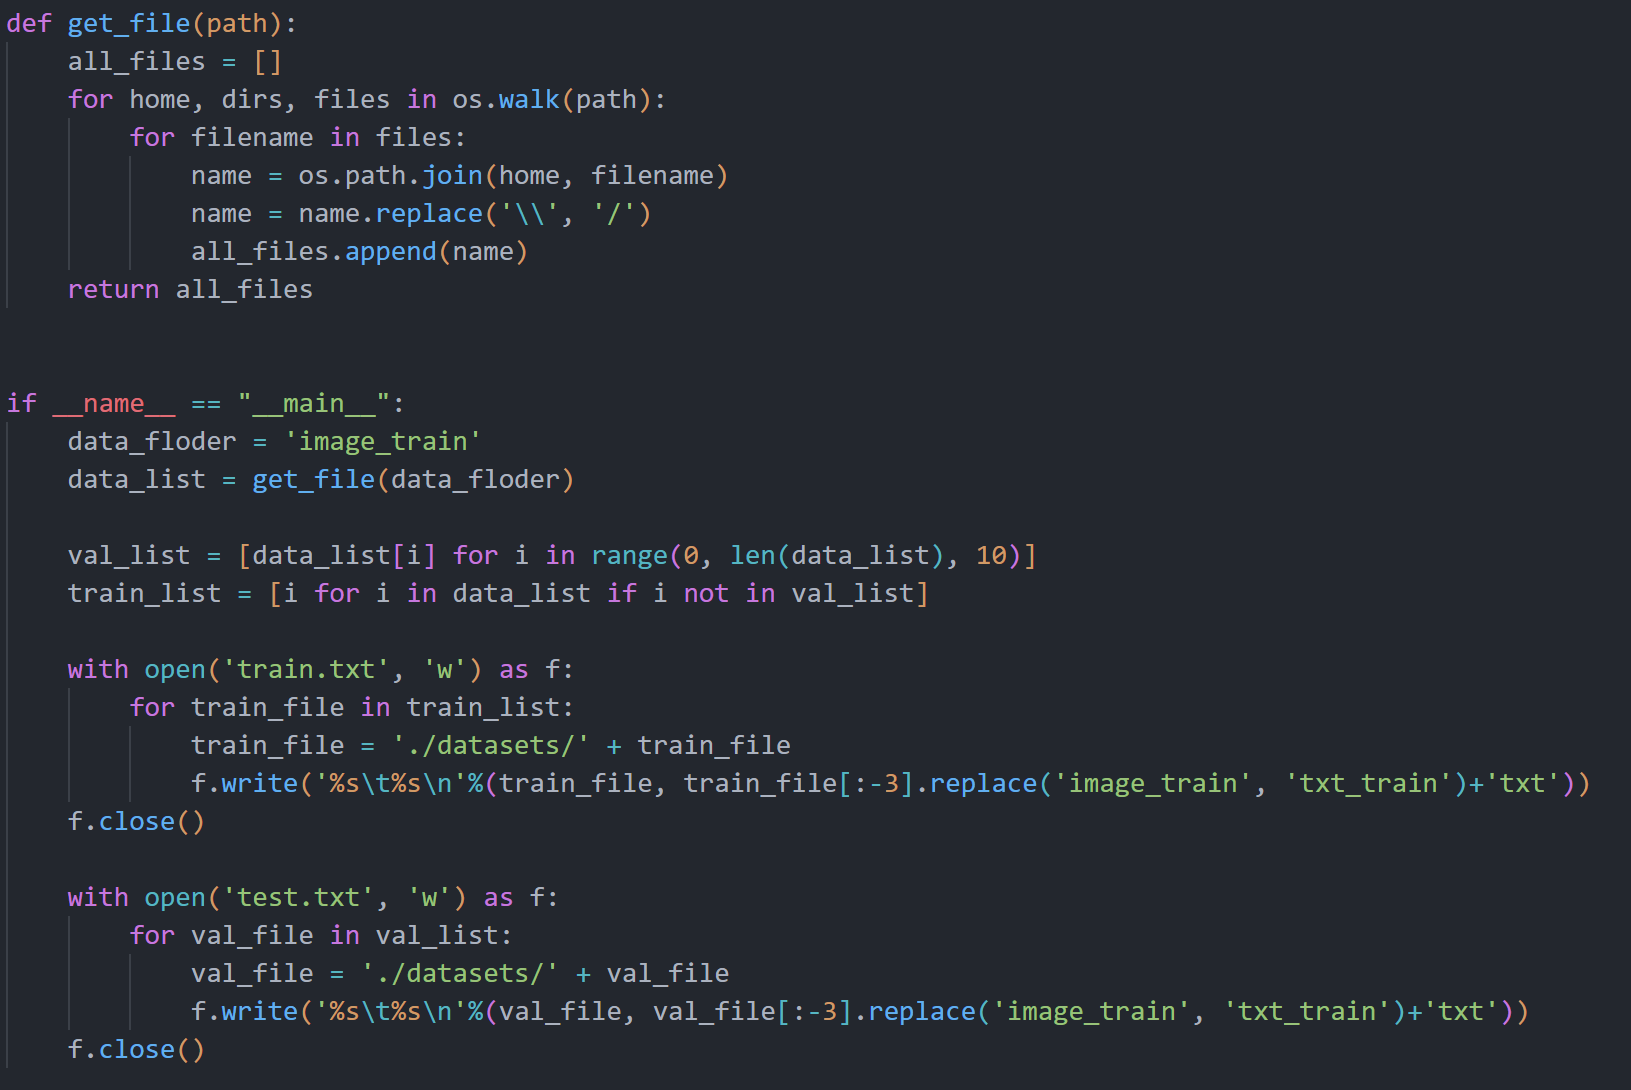 def get_file(path):
    all_files = []
    for home, dirs, files in os.walk(path):
        for filename in files:
            name = os.path.join(home, filename)
            name = name.replace('\\', '/')
            all_files.append(name)
    return all_files


if __name__ == "__main__":
    data_floder = 'image_train'
    data_list = get_file(data_floder)

    val_list = [data_list[i] for i in range(0, len(data_list), 10)]
    train_list = [i for i in data_list if i not in val_list]

    with open('train.txt', 'w') as f:
        for train_file in train_list:
            train_file = './datasets/' + train_file
            f.write('%s\t%s\n'%(train_file, train_file[:-3].replace('image_train', 'txt_train')+'txt'))
    f.close()

    with open('test.txt', 'w') as f:
        for val_file in val_list:
            val_file = './datasets/' + val_file
            f.write('%s\t%s\n'%(val_file, val_file[:-3].replace('image_train', 'txt_train')+'txt'))
    f.close()